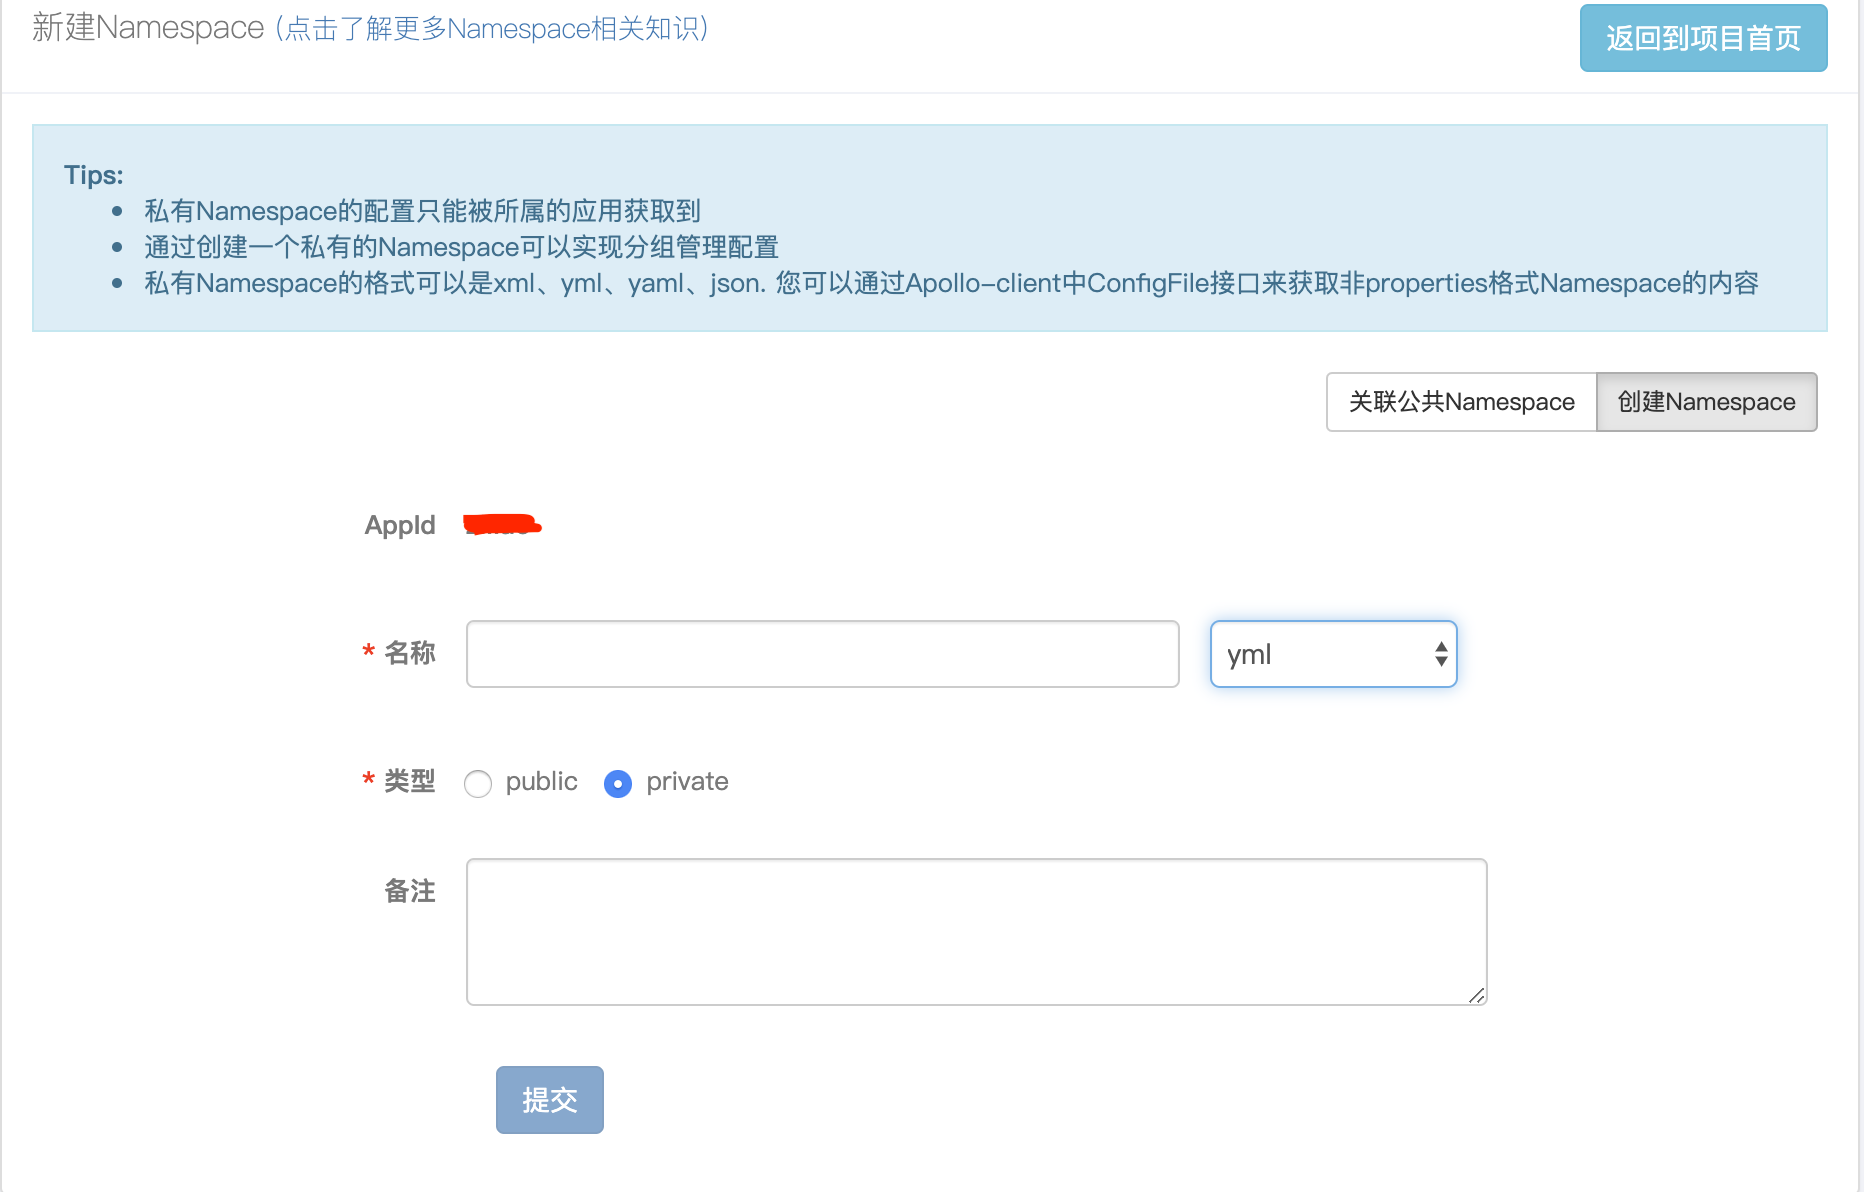 新建Namespace (点击了解更多Namespace相关知识)
返回到项目首页
Tips:
私有Namespace的配置只能被所属的应用获取到
通过创建一个私有的Namespace可以实现分组管理配置
私有Namespace的格式可以是xml、yml、yaml、json. 您可以通过Apollo-client中ConfigFile接口来获取非properties格式Namespace的内容
关联公共Namespace 创建Namespace
AppId
* 名称 yml
* 类型 public private
备注
提交